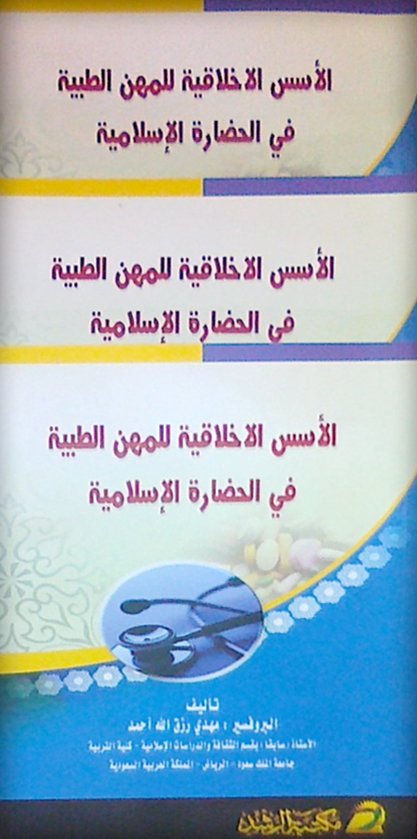 الأسس الاخلاقية للمهن الطبية
في الحضارة الإسلامية
الأسس الاخلاقية للمهن الطبية
في الحضارة الإسلامية
الأسس الاخلاقية للمهن الطبية
في الحضارة الإسلامية
تأليف
البروفسير : مهدي رزق الله أحمد
الأستاذ (سابقا) بقسم الثقافة والدراسات الإسلامية - كلية التربية
جامعة الملك سعود - الرياض - المملكة العربية السعودية
مكتبة الرشد